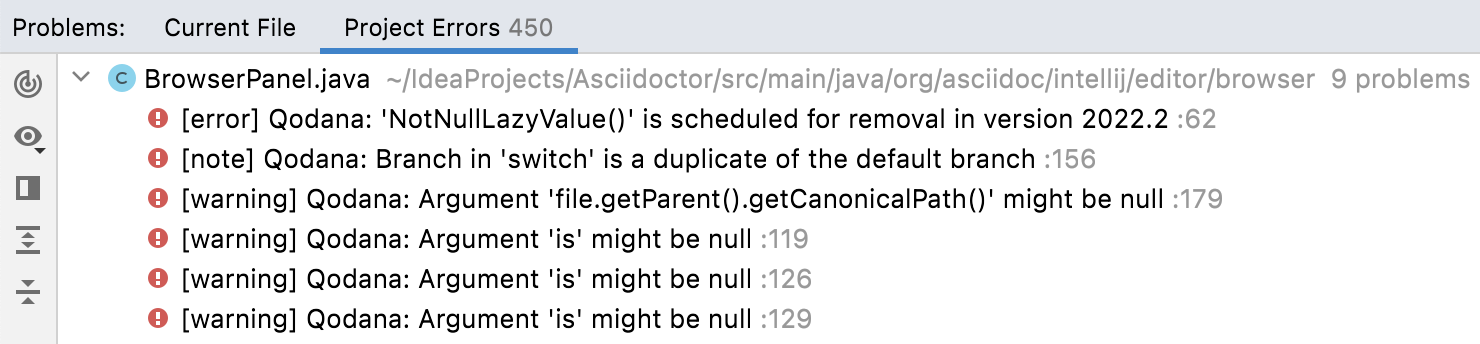 Problems: Current File Project Errors 450
C BrowserPanel.java ~/IdeaProjects/Asciidoctor/src/main/java/org/asciidoc/intellij/editor/browser 9 problems
[error] Qodana: 'NotNullLazyValue()' is scheduled for removal in version 2022.2 :62
[note] Qodana: Branch in 'switch' is a duplicate of the default branch :156
[warning] Qodana: Argument 'file.getParent().getCanonicalPath()' might be null :179
[warning] Qodana: Argument 'is' might be null :119
[warning] Qodana: Argument 'is' might be null :126
[warning] Qodana: Argument 'is' might be null :129